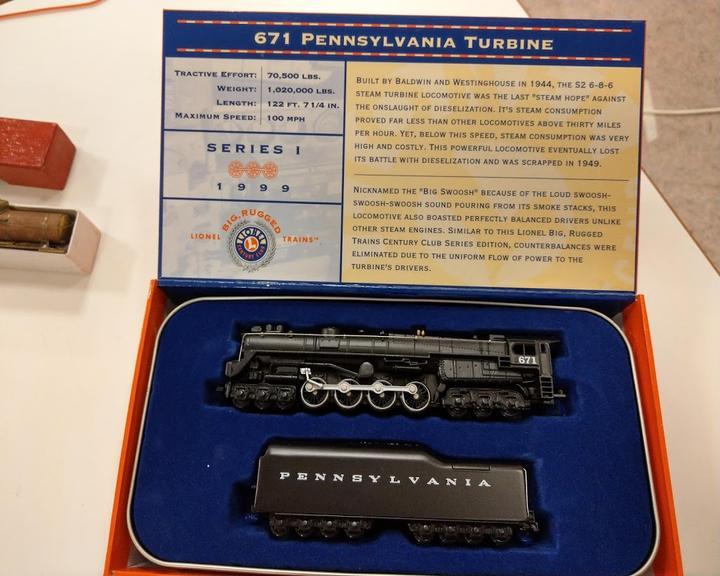 671 PENNSYLVANIA TURBINE
TRACTIVE EFFORT: 70,500 LBS.
WEIGHT: 1,020,000 LBS.
LENGTH: 122 FT. 7 1/4 IN.
MAXIMUM SPEED: 100 MPH
SERIES I
1999
BIG, RUGGED
LIONEL TRAINS™
LIONEL
L
CENTURY CLUB
BUILT BY BALDWIN AND WESTINGHOUSE IN 1944, THE S2 6-8-6
STEAM TURBINE LOCOMOTIVE WAS THE LAST "STEAM HOPE" AGAINST
THE ONSLAUGHT OF DIESELIZATION. IT'S STEAM CONSUMPTION
PROVED FAR LESS THAN OTHER LOCOMOTIVES ABOVE THIRTY MILES
PER HOUR. YET, BELOW THIS SPEED, STEAM CONSUMPTION WAS VERY
HIGH AND COSTLY. THIS POWERFUL LOCOMOTIVE EVENTUALLY LOST
ITS BATTLE WITH DIESELIZATION AND WAS SCRAPPED IN 1949.
NICKNAMED THE "BIG SWOOSH" BECAUSE OF THE LOUD SWOOSH-
SWOOSH-SWOOSH SOUND POURING FROM ITS SMOKE STACKS, THIS
LOCOMOTIVE ALSO BOASTED PERFECTLY BALANCED DRIVERS UNLIKE
OTHER STEAM ENGINES. SIMILAR TO THIS LIONEL BIG, RUGGED
TRAINS CENTURY CLUB SERIES EDITION, COUNTERBALANCES WERE
ELIMINATED DUE TO THE UNIFORM FLOW OF POWER TO THE
TURBINE'S DRIVERS.
671
PENNSYLVANIA